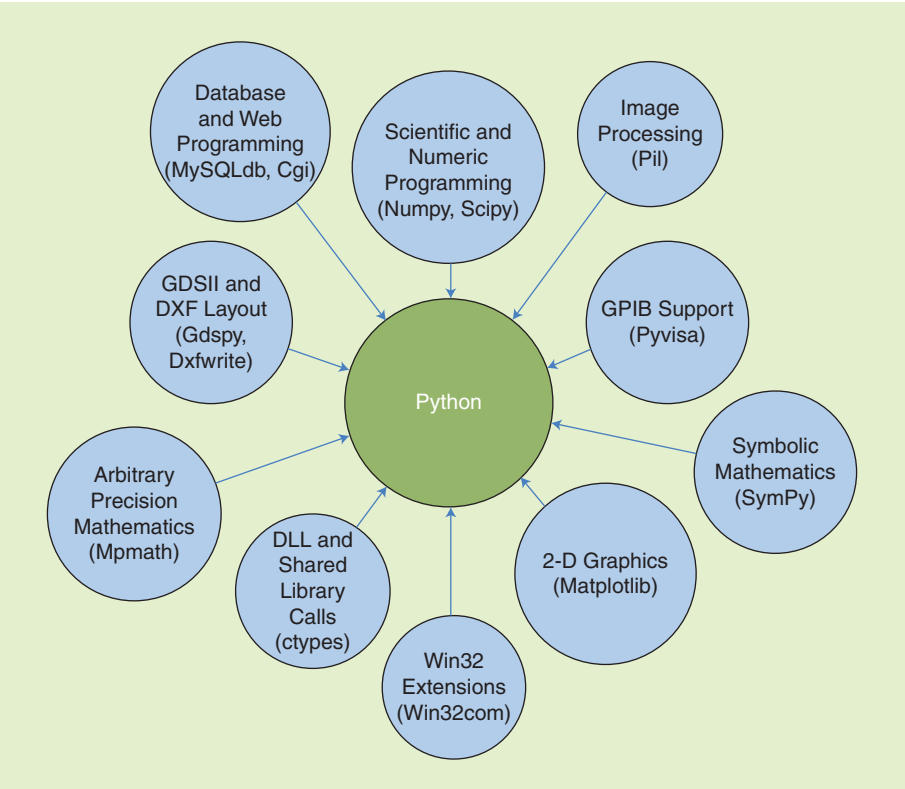 Database
and Web
Programming
(MySQLdb, Cgi)
Scientific and
Numeric
Programming
(Numpy, Scipy)
Image
Processing
(Pil)
GDSII and
DXF Layout
(Gdspy,
Dxfwrite)
GPIB Support
(Pyvisa)
Python
Arbitrary
Precision
Mathematics
(Mpmath)
Symbolic
Mathematics
(SymPy)
DLL and
Shared
Library
Calls
(ctypes)
2-D Graphics
(Matplotlib)
Win32
Extensions
(Win32com)